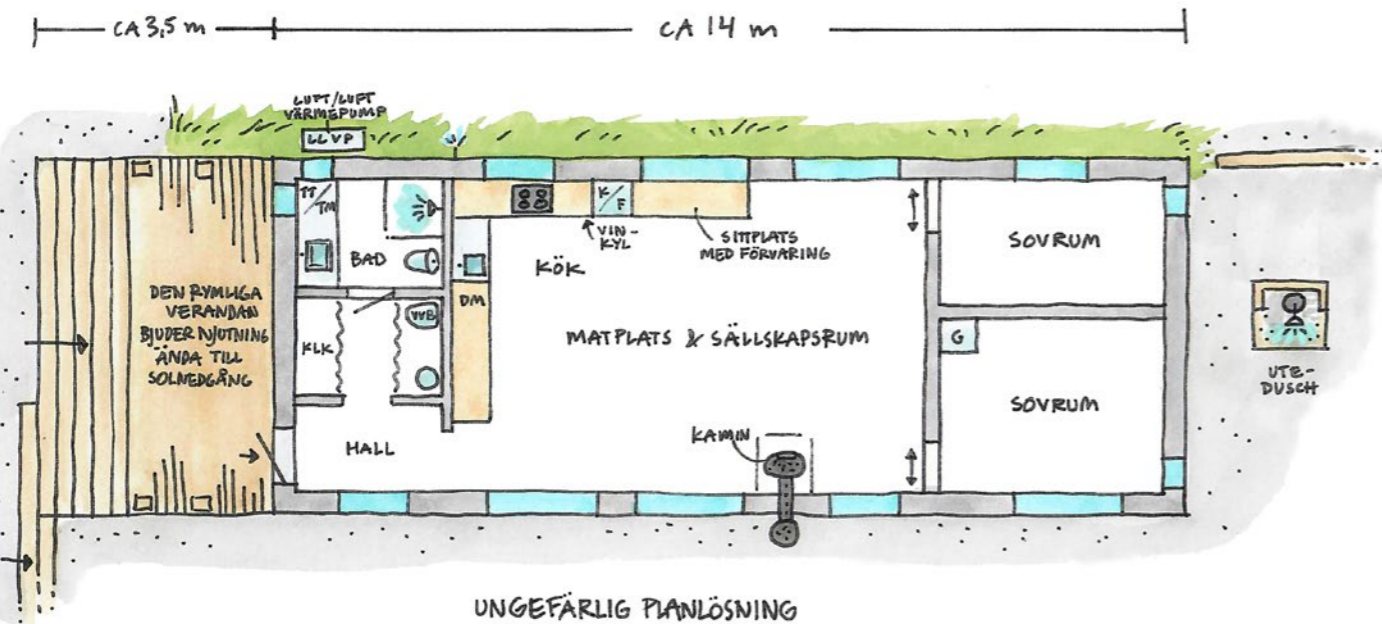 CA 3,5 m
CA 14 m
LUFT/LUFT
VÄRMEPUMP
LLVP
TT/
TM
BAD
K/
F
VIN-
KYL
SITTPLATS
MED FÖRVARING
KÖK
SOVRUM
DEN RYMLIGA
VERANDAN
BJUDER NJUTNING
ÄNDA TILL
SOLNEDGÅNG
KLK
VVB
DM
MATPLATS & SÄLLSKAPSRUM
G
SOVRUM
UTE-
DUSCH
HALL
KAMIN
UNGEFÄRLIG PLANLÖSNING